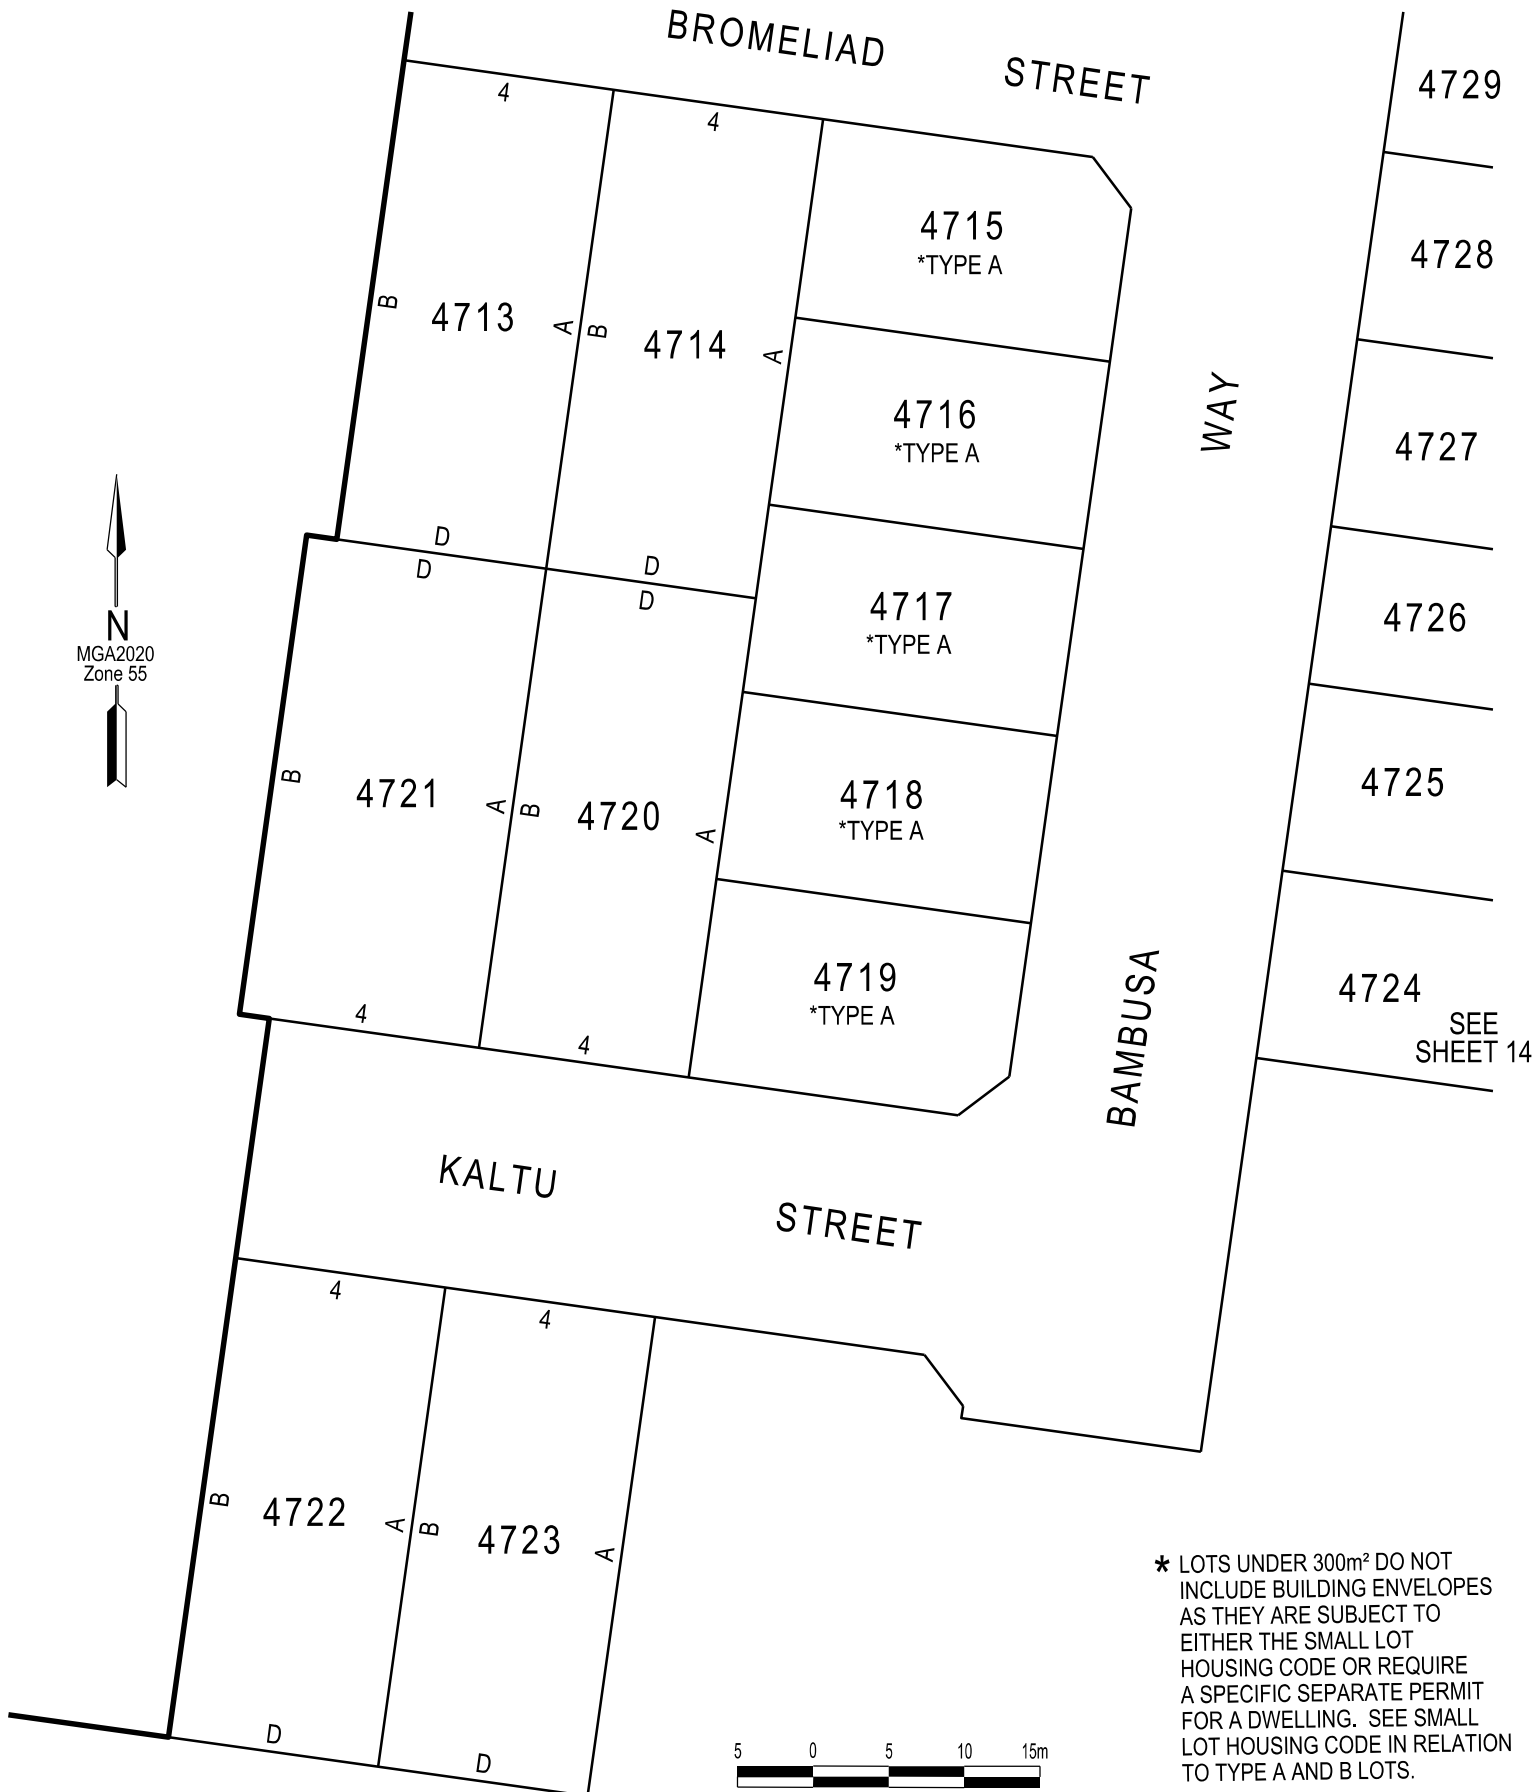 BROMELIAD STREET
4729
4
4
4715
*TYPE A
4728
B
4713
A
B
4714
A
4716
*TYPE A
WAY
4727
D
D
D
D
4717
*TYPE A
4726
N
MGA2020
Zone 55
B
4721
A
B
4720
A
4718
*TYPE A
4725
4719
*TYPE A
BAMBUSA
4724
SEE
SHEET 14
4
4
KALTU STREET
4
4
B
4722
A
B
4723
A
D
D
5 0 5 10 15m
* LOTS UNDER 300m² DO NOT
INCLUDE BUILDING ENVELOPES
AS THEY ARE SUBJECT TO
EITHER THE SMALL LOT
HOUSING CODE OR REQUIRE
A SPECIFIC SEPARATE PERMIT
FOR A DWELLING. SEE SMALL
LOT HOUSING CODE IN RELATION
TO TYPE A AND B LOTS.